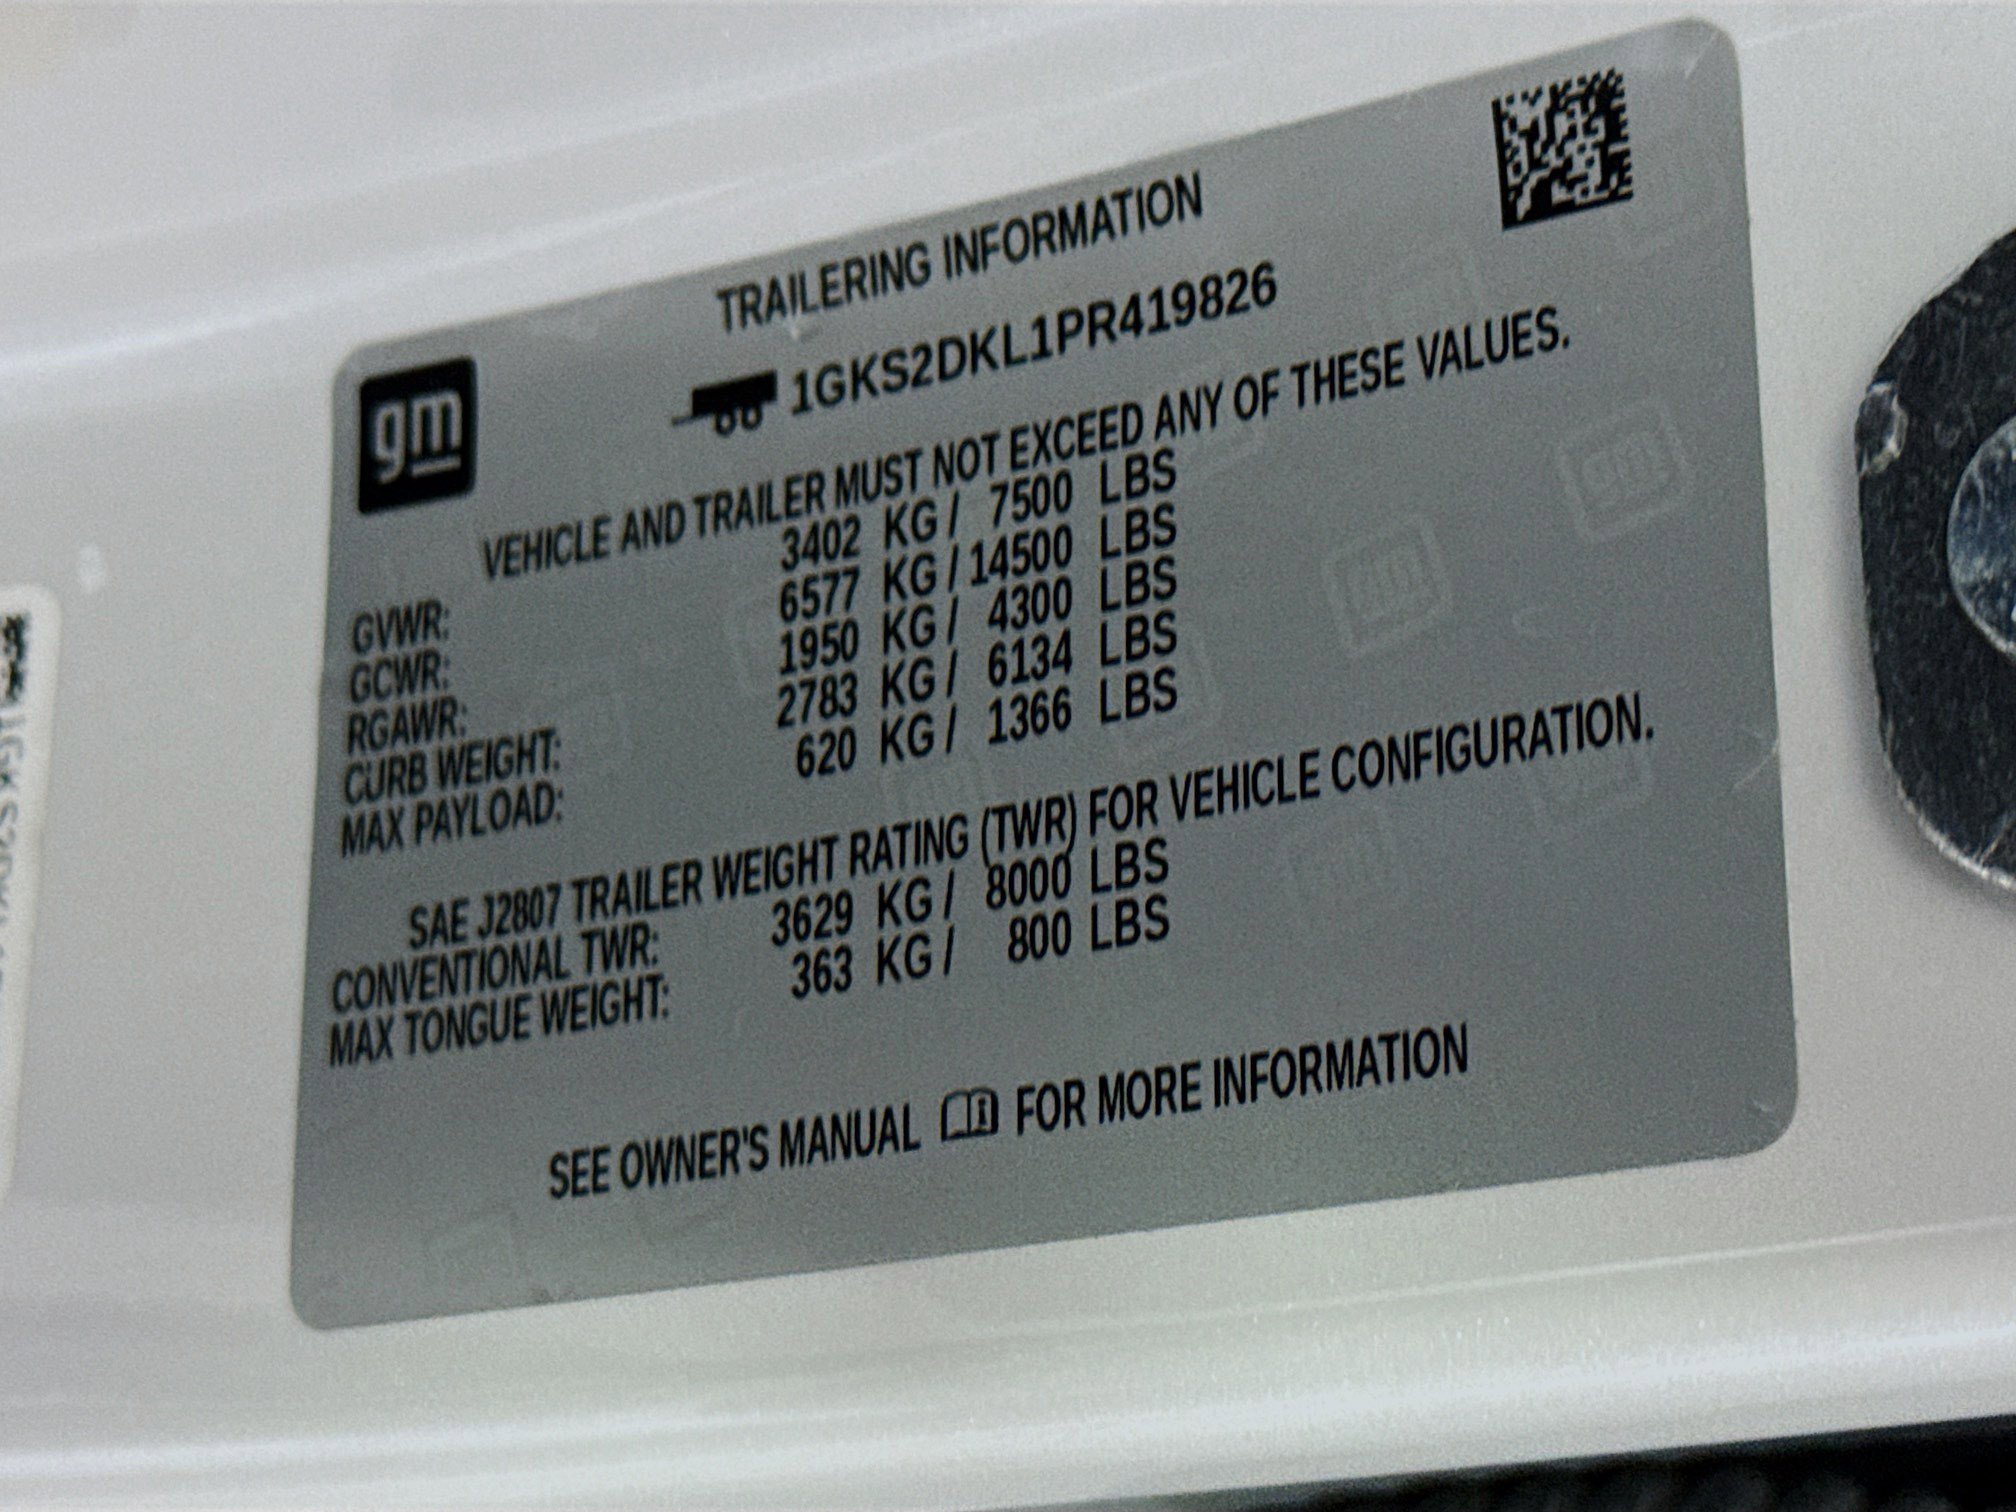 TRAILERING INFORMATION
gm
1GKS2DKL1PR419826
VEHICLE AND TRAILER MUST NOT EXCEED ANY OF THESE VALUES.
GVWR: 3402 KG / 7500 LBS
GCWR: 6577 KG / 14500 LBS
RGAWR: 1950 KG / 4300 LBS
CURB WEIGHT: 2783 KG / 6134 LBS
MAX PAYLOAD: 620 KG / 1366 LBS
SAE J2807 TRAILER WEIGHT RATING (TWR) FOR VEHICLE CONFIGURATION.
CONVENTIONAL TWR: 3629 KG / 8000 LBS
MAX TONGUE WEIGHT: 363 KG / 800 LBS
SEE OWNER'S MANUAL FOR MORE INFORMATION